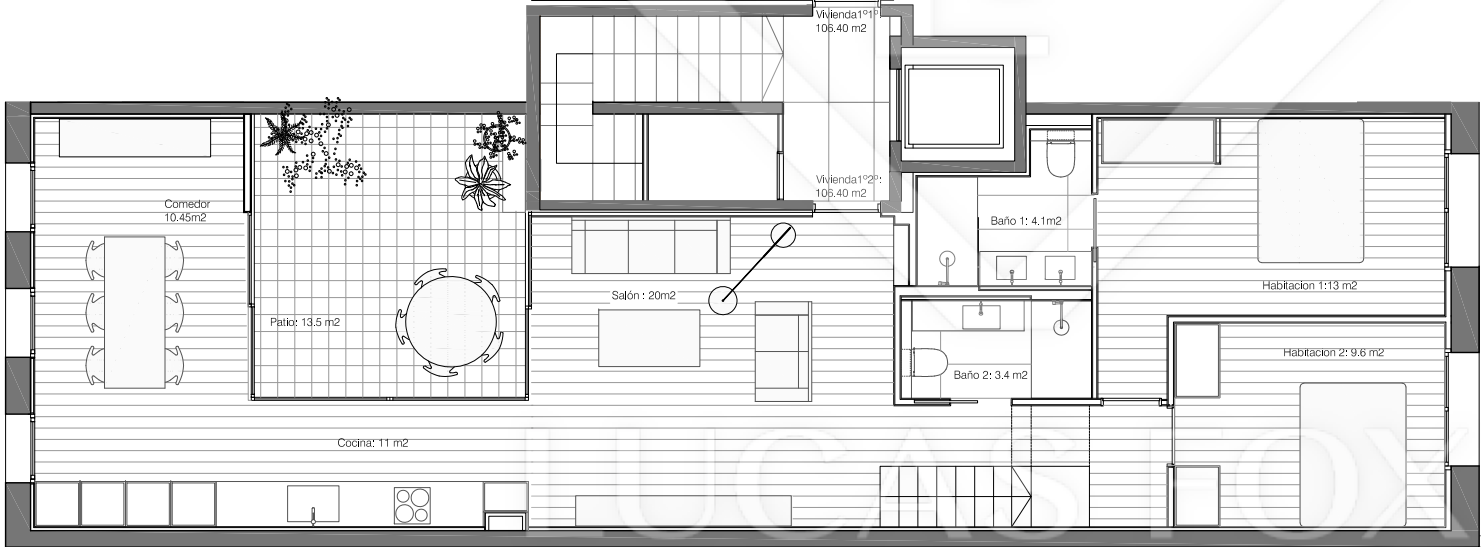 Vivienda1º1º
106.40 m2
Comedor
10.45m2
Vivienda1º2º:
106.40 m2
Baño 1: 4.1m2
Salón : 20m2
Habitacion 1:13 m2
Patio: 13.5 m2
Habitacion 2: 9.6 m2
Baño 2: 3.4 m2
Cocina: 11 m2
LUCAS FOX